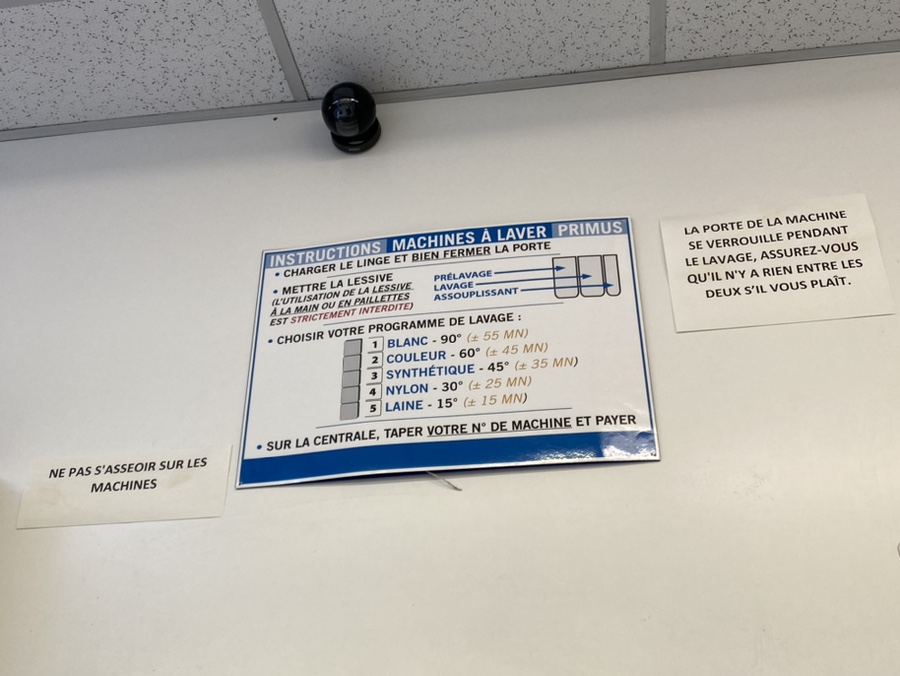 INSTRUCTIONS MACHINES À LAVER PRIMUS
• CHARGER LE LINGE ET BIEN FERMER LA PORTE
• METTRE LA LESSIVE
(L'UTILISATION DE LA LESSIVE
À LA MAIN OU EN PAILLETTES
EST STRICTEMENT INTERDITE)
PRÉLAVAGE
LAVAGE
ASSOUPLISSANT
• CHOISIR VOTRE PROGRAMME DE LAVAGE :
1 BLANC - 90° (± 55 MN)
2 COULEUR - 60° (± 45 MN)
3 SYNTHÉTIQUE - 45° (± 35 MN)
4 NYLON - 30° (± 25 MN)
5 LAINE - 15° (± 15 MN)
• SUR LA CENTRALE, TAPER VOTRE N° DE MACHINE ET PAYER
LA PORTE DE LA MACHINE
SE VERROUILLE PENDANT
LE LAVAGE, ASSUREZ-VOUS
QU'IL N'Y A RIEN ENTRE LES
DEUX S'IL VOUS PLAÎT.
NE PAS S'ASSEOIR SUR LES
MACHINES